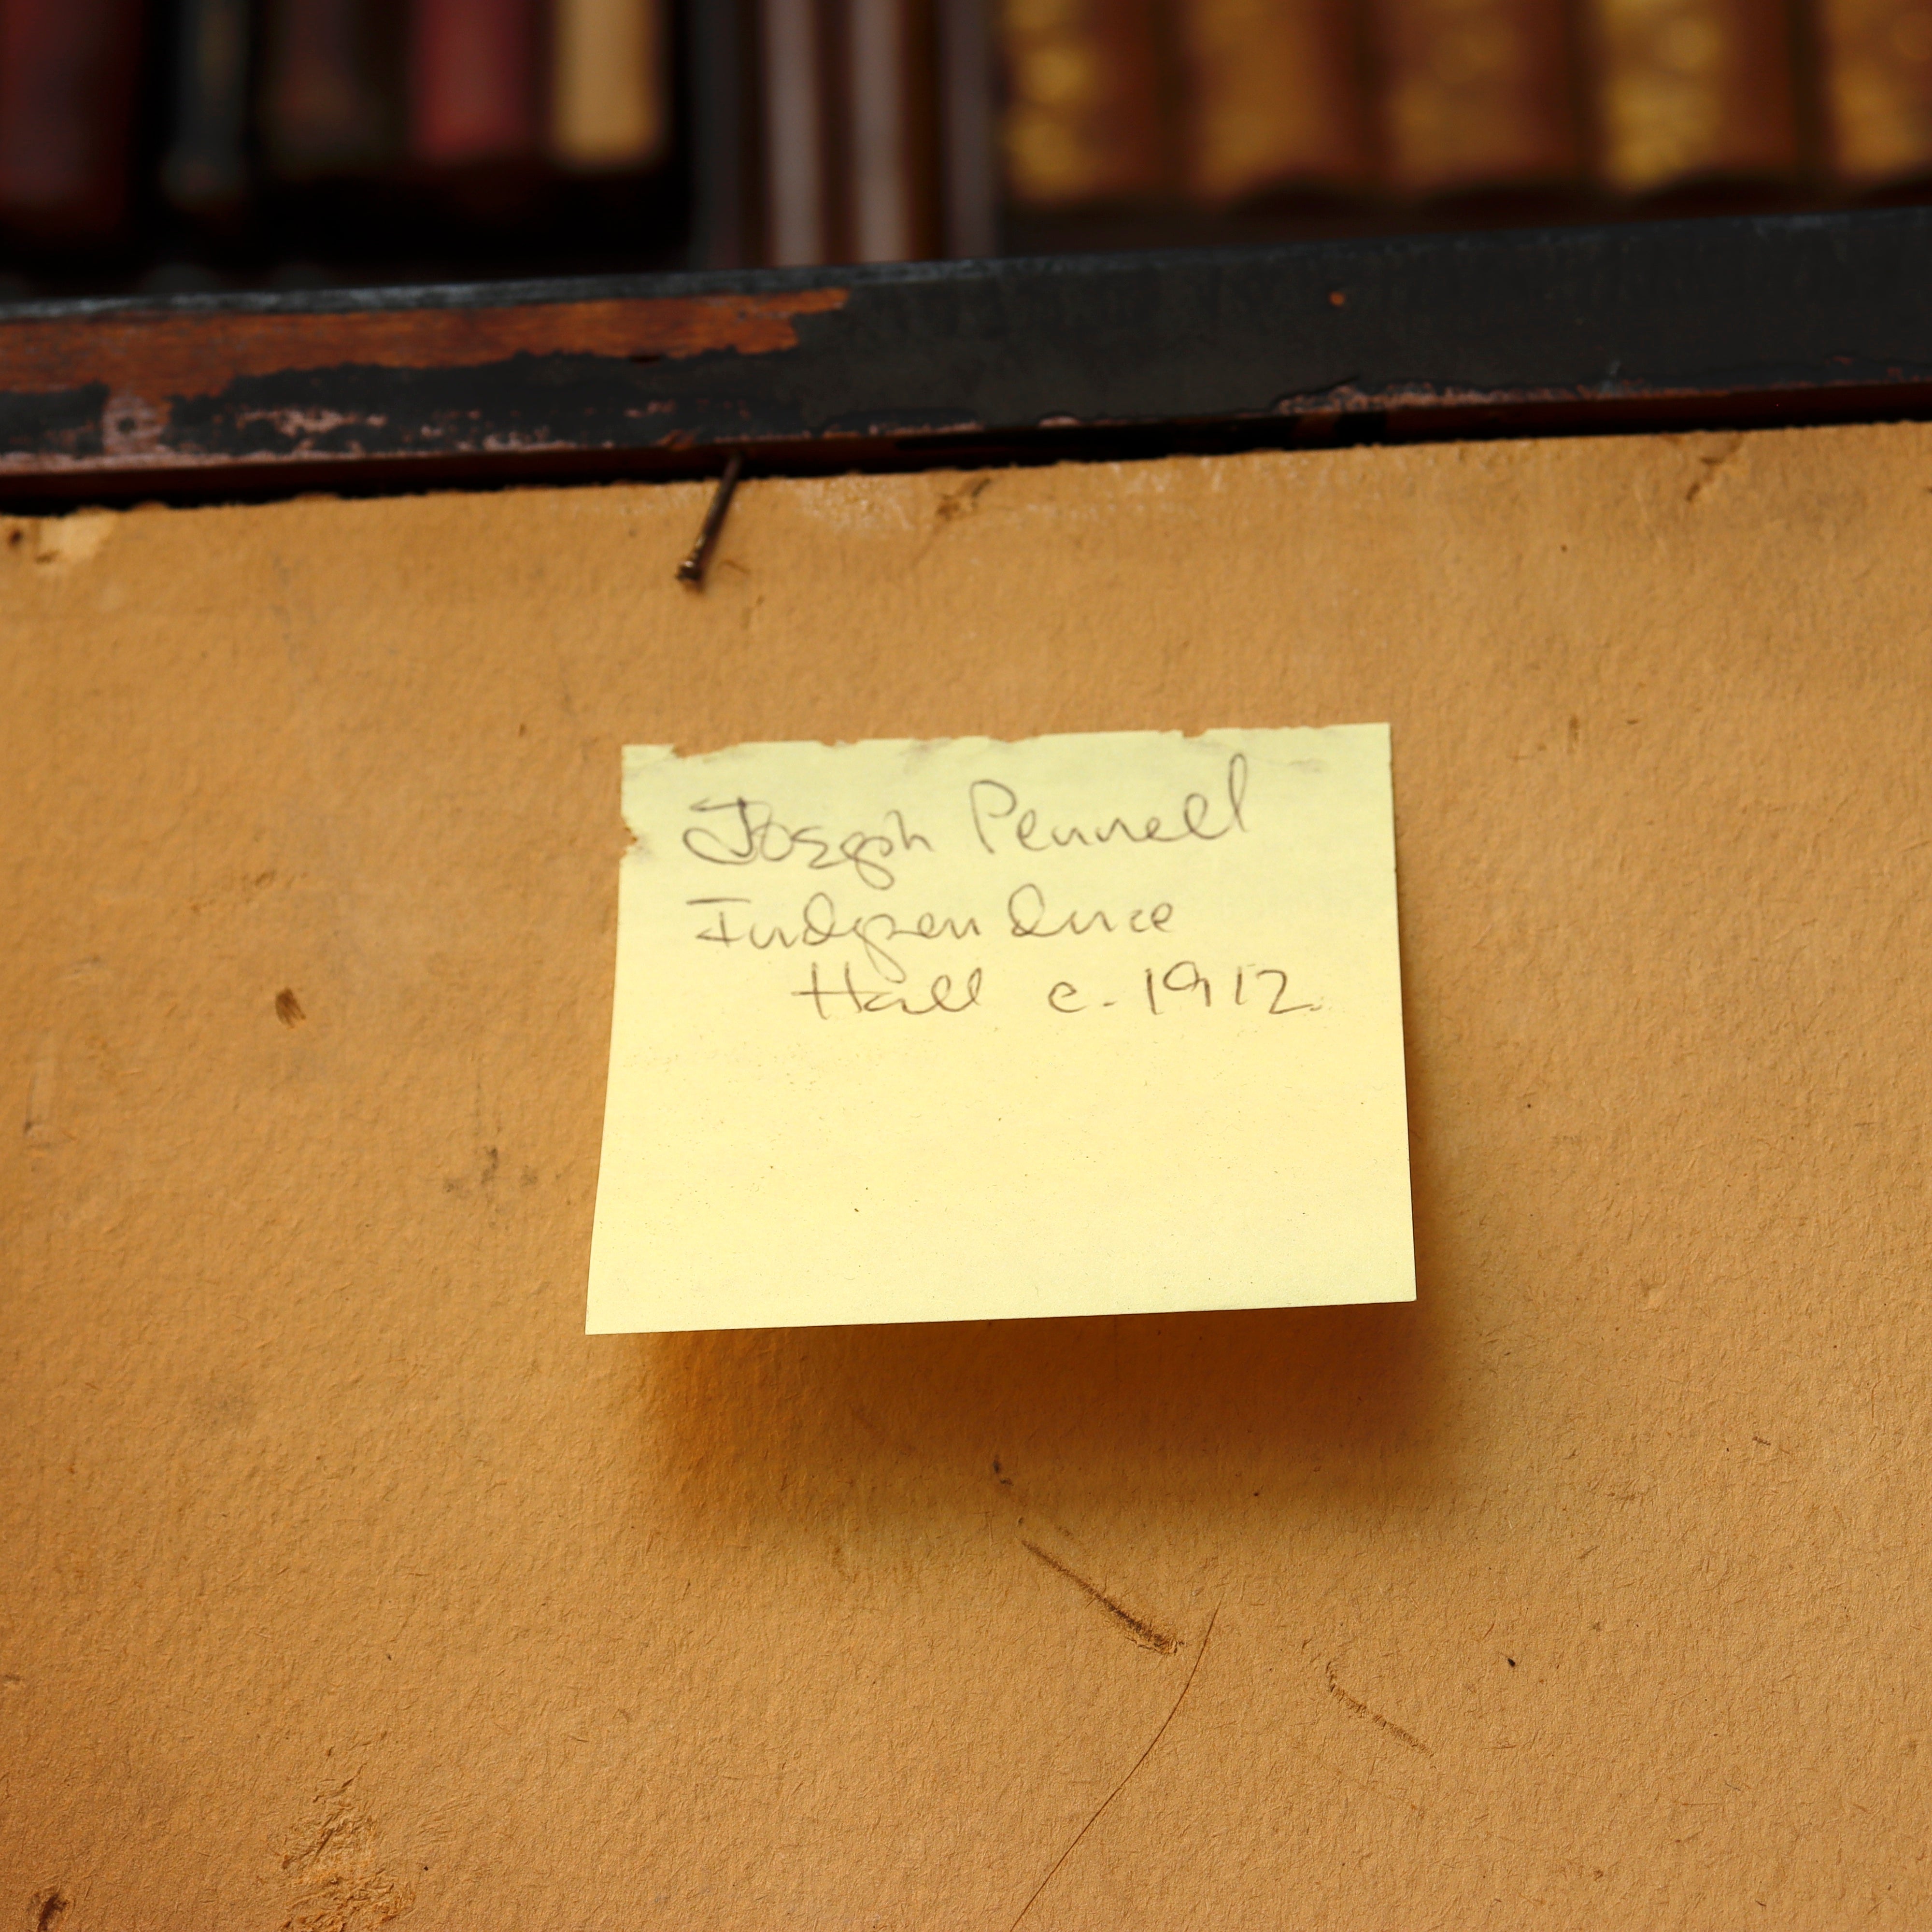 Joseph Pennell
Independence
Hall c. 1912.